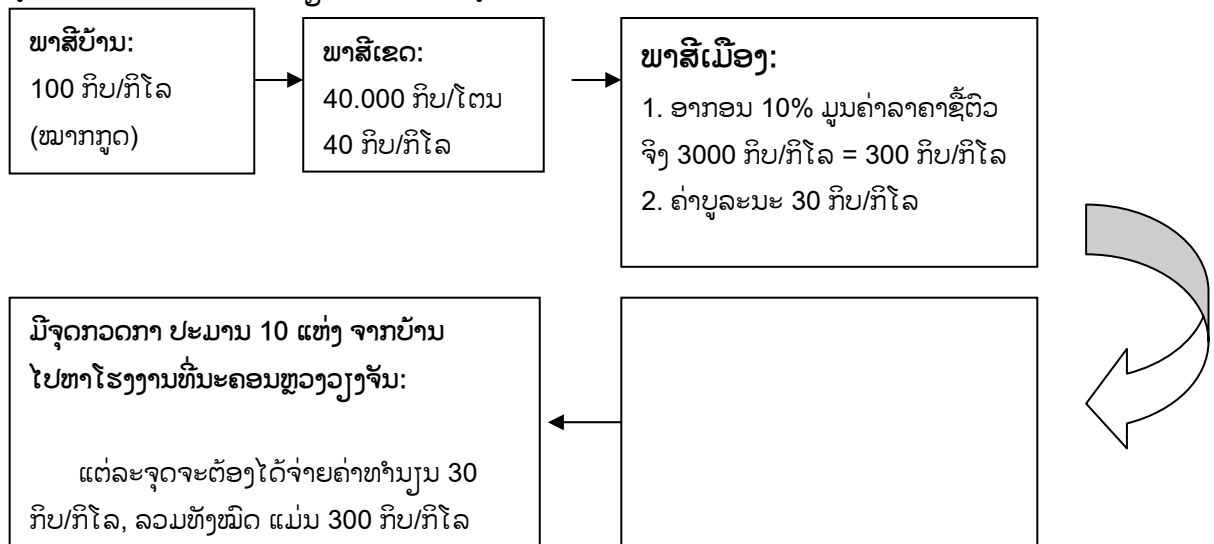 ພາສີບ້ານ:
100 ກິບ/ກິໂລ
(ໝາກກູດ)
ພາສີເຂດ:
40.000 ກິບ/ໂຕນ
40 ກິບ/ກິໂລ
ພາສີເມືອງ:
1. ອາກອນ 10% ມູນຄ່າລາຄາຊື້ຕົວ
ຈິງ 3000 ກິບ/ກິໂລ = 300 ກິບ/ກິໂລ
2. ຄ່າບູລະນະ 30 ກິບ/ກິໂລ
ມີຈຸດກວດກາ ປະມານ 10 ແຫ່ງ ຈາກບ້ານ
ໄປຫາໂຮງງານທີ່ນະຄອນຫຼວງວຽງຈັນ:
ແຕ່ລະຈຸດຈະຕ້ອງໄດ້ຈ່າຍຄ່າທຳນຽນ 30
ກິບ/ກິໂລ, ລວມທັງໝົດ ແມ່ນ 300 ກິບ/ກິໂລ